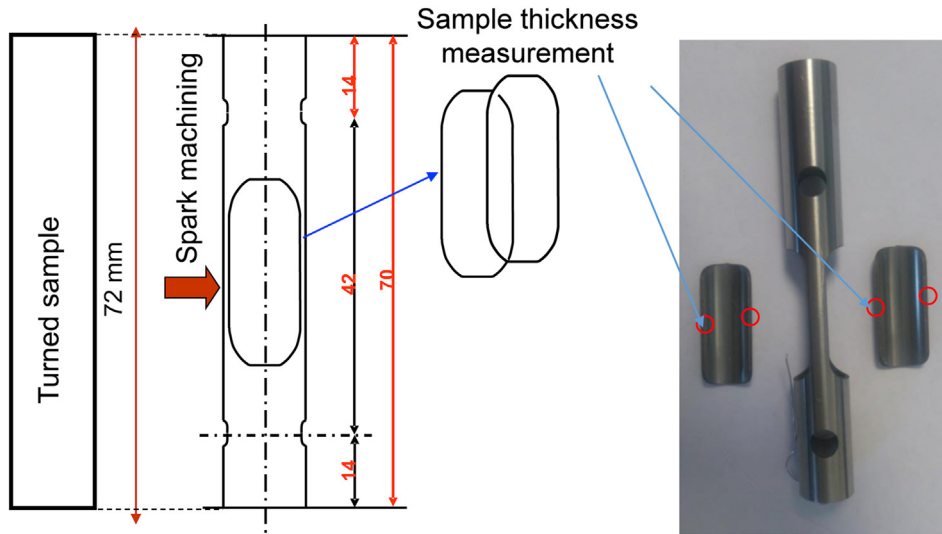 Sample thickness
measurement
Turned sample
72 mm
Spark machining
14
42
70
14